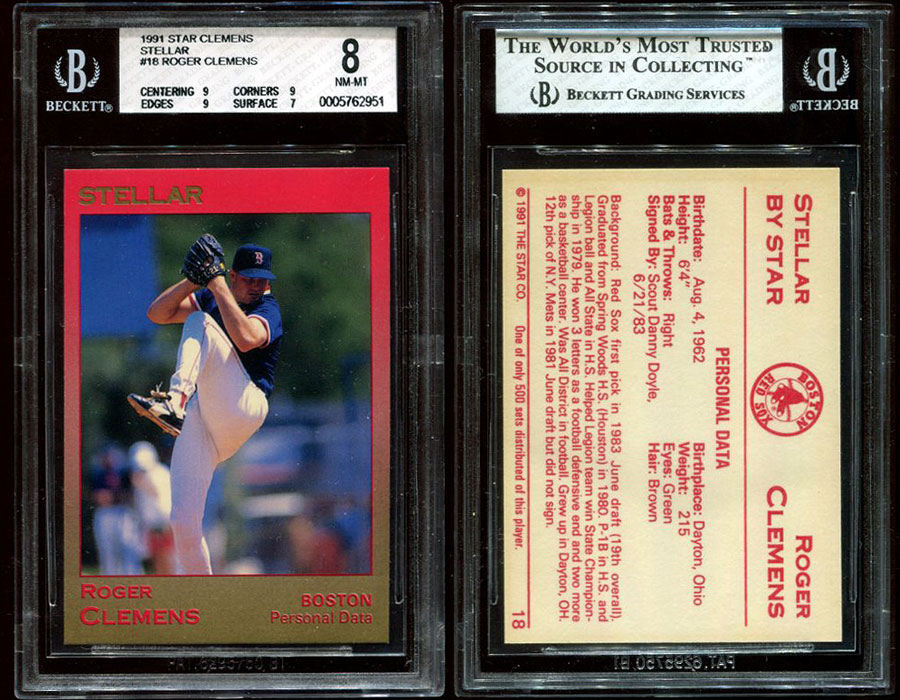 1991 STAR CLEMENS
STELLAR
#18 ROGER CLEMENS
CENTERING 9 CORNERS 9
EDGES 9 SURFACE 7
8
NM-MT
0005762951
BECKETT®
STELLAR
ROGER
CLEMENS
BOSTON
Personal Data
THE WORLD'S MOST TRUSTED
SOURCE IN COLLECTING™
BECKETT GRADING SERVICES
BECKETT
STELLAR
BY STAR
BOSTON
RED SOX
ROGER
CLEMENS
PERSONAL DATA
Birthdate: Aug. 4, 1962 Birthplace: Dayton, Ohio
Height: 6'4" Weight: 215
Bats & Throws: Right Eyes: Green
Signed By: Scout Danny Doyle, Hair: Brown
6/21/83
Background: Red Sox first pick in 1983 June draft (19th overall).
Graduated from Spring Woods H.S. (Houston) in 1980. P-1B in H.S. and
Legion ball and All State in H.S. Helped Legion team win State Champion-
ship in 1979. He won 3 letters as a football defensive end and two more
as a basketball center. Was All District in football. Grew up in Dayton, OH.
12th pick of N.Y. Mets in 1981 June draft but did not sign.
© 1991 THE STAR CO. One of only 500 sets distributed of this player. 18